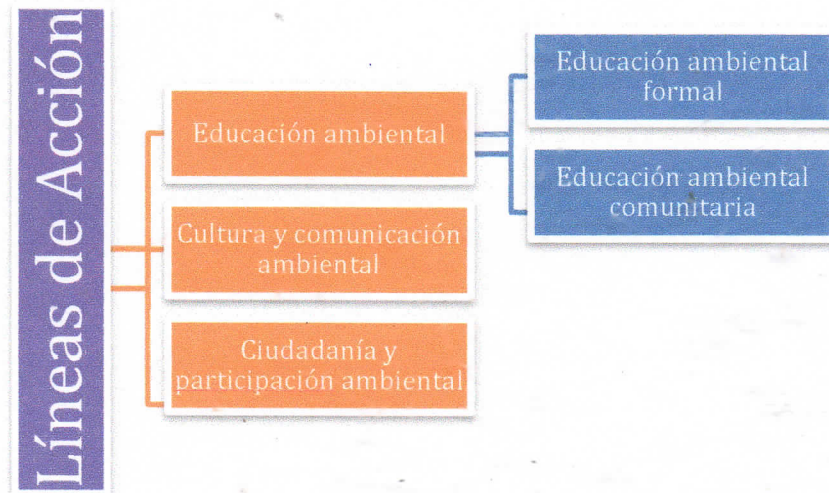 Líneas de Acción
Educación ambiental
Cultura y comunicación
ambiental
Ciudadanía y
participación ambiental
Educación ambiental
formal
Educación ambiental
comunitaria